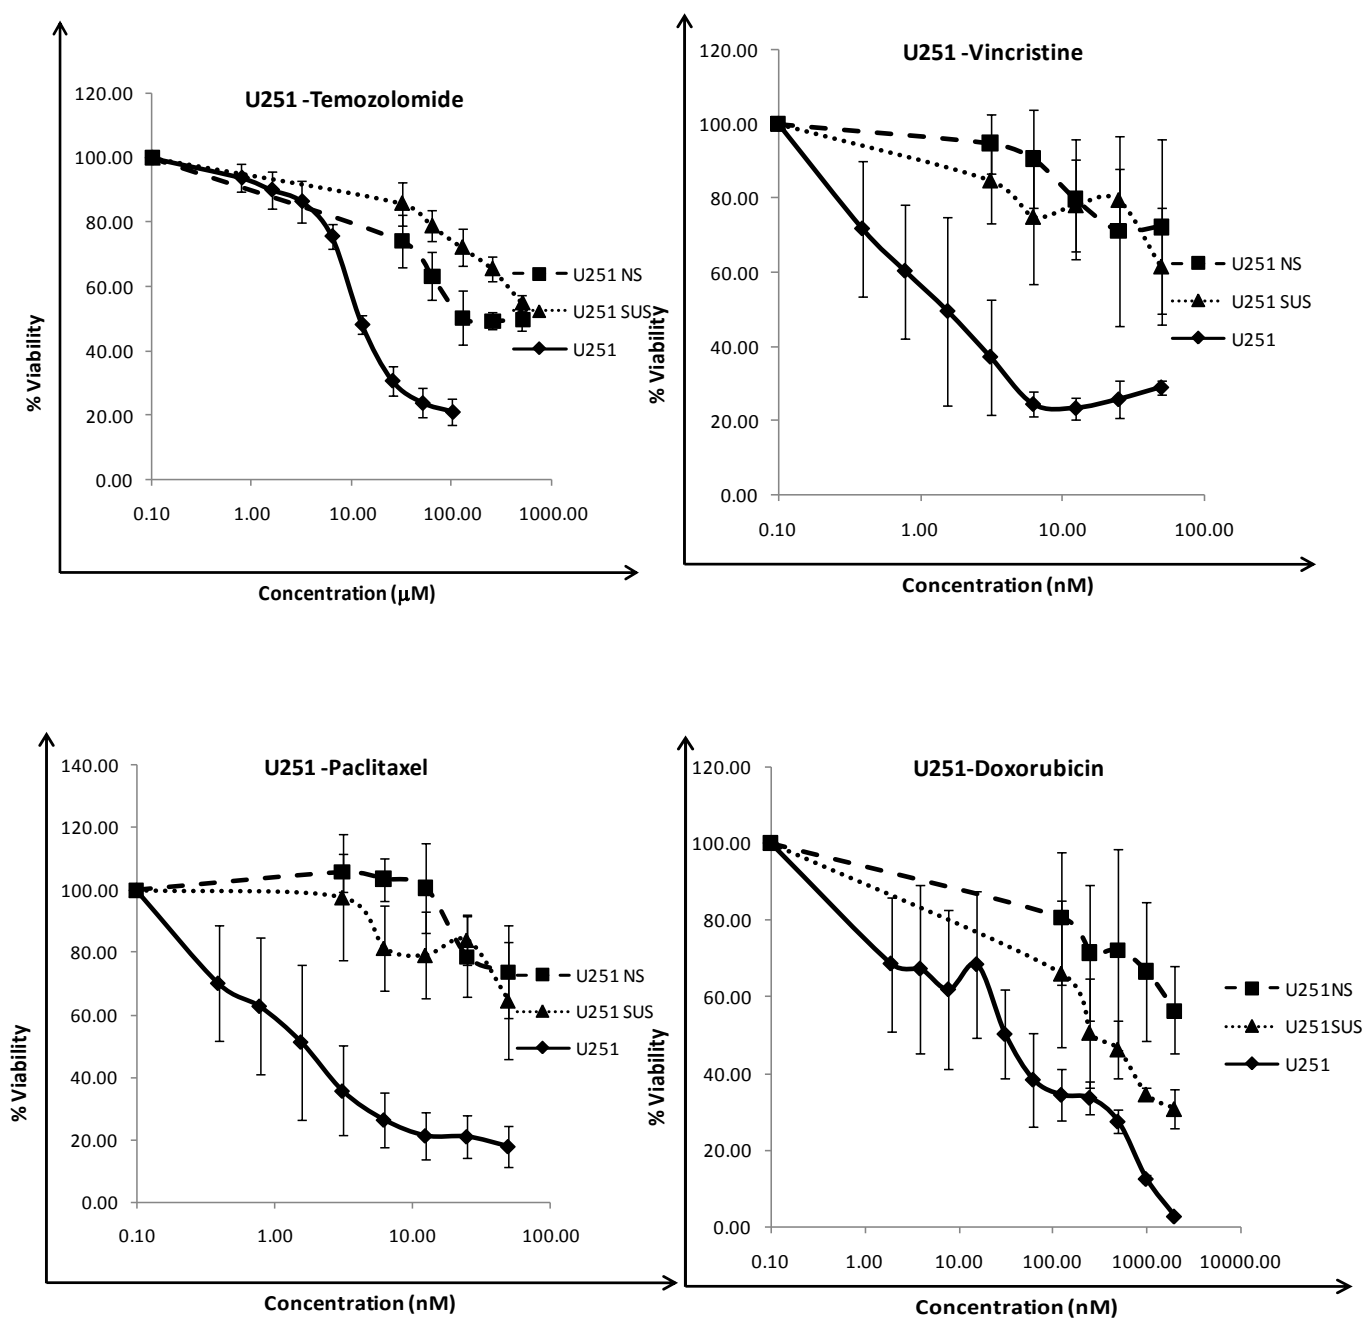 U251 -Temozolomide
120.00
100.00
80.00
60.00
40.00
20.00
0.00
0.10 1.00 10.00 100.00 1000.00
% Viability
Concentration (μM)
U251 NS
U251 SUS
U251
U251 -Vincristine
120.00
100.00
80.00
60.00
40.00
20.00
0.00
0.10 1.00 10.00 100.00
% Viability
Concentration (nM)
U251 NS
U251 SUS
U251
U251 -Paclitaxel
140.00
120.00
100.00
80.00
60.00
40.00
20.00
0.00
0.10 1.00 10.00 100.00
% Viability
Concentration (nM)
U251 NS
U251 SUS
U251
U251-Doxorubicin
120.00
100.00
80.00
60.00
40.00
20.00
0.00
0.10 1.00 10.00 100.00 1000.00 10000.00
% Viability
Concentration (nM)
U251NS
U251SUS
U251